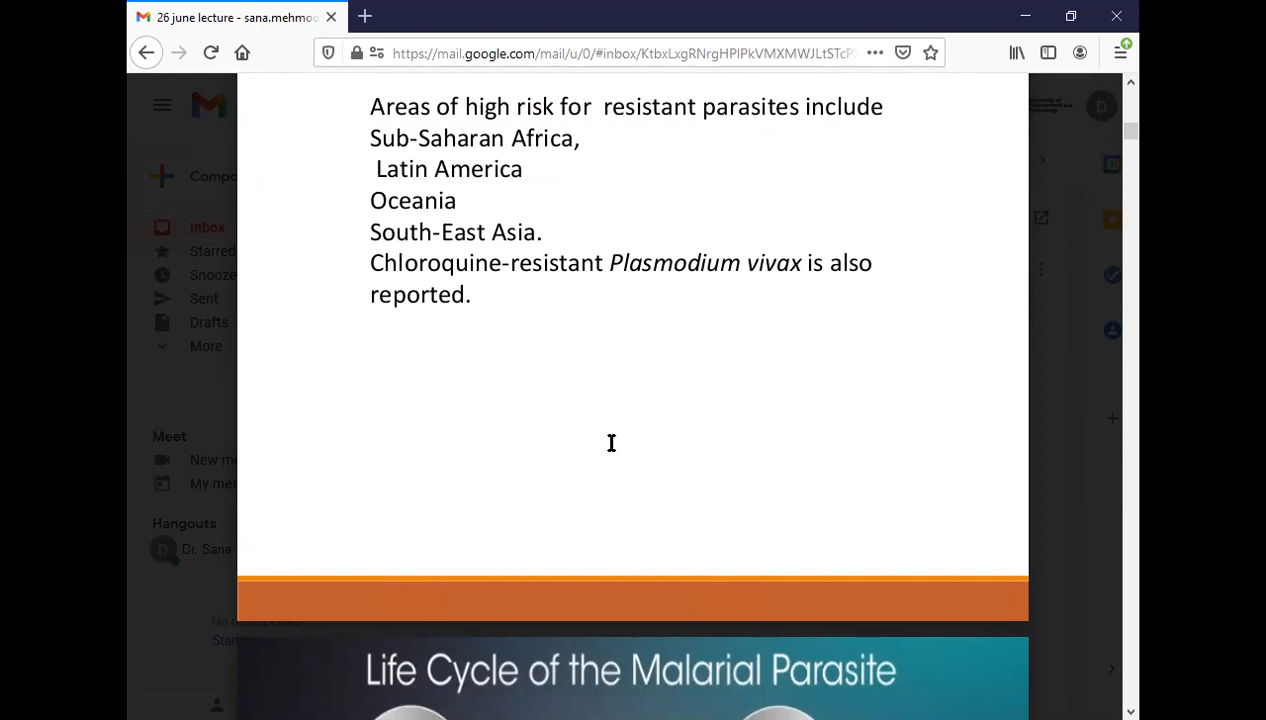 26 june lecture - sana.mehmoo
https://mail.google.com/mail/u/0/#inbox/KtbxLxgRNrgHPlPkVMXMWJLtSTcP
Areas of high risk for resistant parasites include
Sub-Saharan Africa,
Latin America
Oceania
South-East Asia.
Chloroquine-resistant Plasmodium vivax is also
reported.
Life Cycle of the Malarial Parasite
Compo
Inbox
Starred
Snooze
Sent
Drafts
More
Meet
New me
My mee
Hangouts
D Dr. Sana
No recent
Start
D